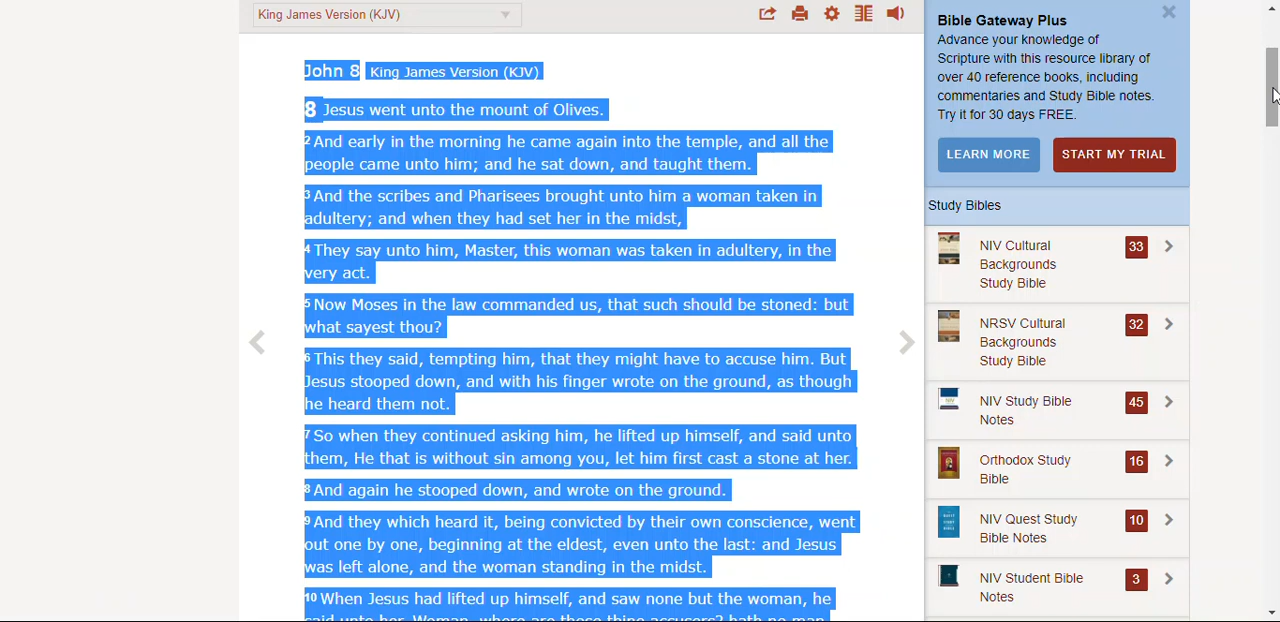 King James Version (KJV)
John 8 King James Version (KJV)
8 Jesus went unto the mount of Olives.
2 And early in the morning he came again into the temple, and all the
people came unto him; and he sat down, and taught them.
3 And the scribes and Pharisees brought unto him a woman taken in
adultery; and when they had set her in the midst,
4 They say unto him, Master, this woman was taken in adultery, in the
very act.
5 Now Moses in the law commanded us, that such should be stoned: but
what sayest thou?
6 This they said, tempting him, that they might have to accuse him. But
Jesus stooped down, and with his finger wrote on the ground, as though
he heard them not.
7 So when they continued asking him, he lifted up himself, and said unto
them, He that is without sin among you, let him first cast a stone at her.
8 And again he stooped down, and wrote on the ground.
9 And they which heard it, being convicted by their own conscience, went
out one by one, beginning at the eldest, even unto the last: and Jesus
was left alone, and the woman standing in the midst.
10 When Jesus had lifted up himself, and saw none but the woman, he
said unto her, Woman, where are those thine accusers? hath no man
Bible Gateway Plus
Advance your knowledge of
Scripture with this resource library of
over 40 reference books, including
commentaries and Study Bible notes.
Try it for 30 days FREE.
LEARN MORE START MY TRIAL
Study Bibles
NIV Cultural 33
Backgrounds
Study Bible
NRSV Cultural 32
Backgrounds
Study Bible
NIV Study Bible 45
Notes
Orthodox Study 16
Bible
NIV Quest Study 10
Bible Notes
NIV Student Bible 3
Notes